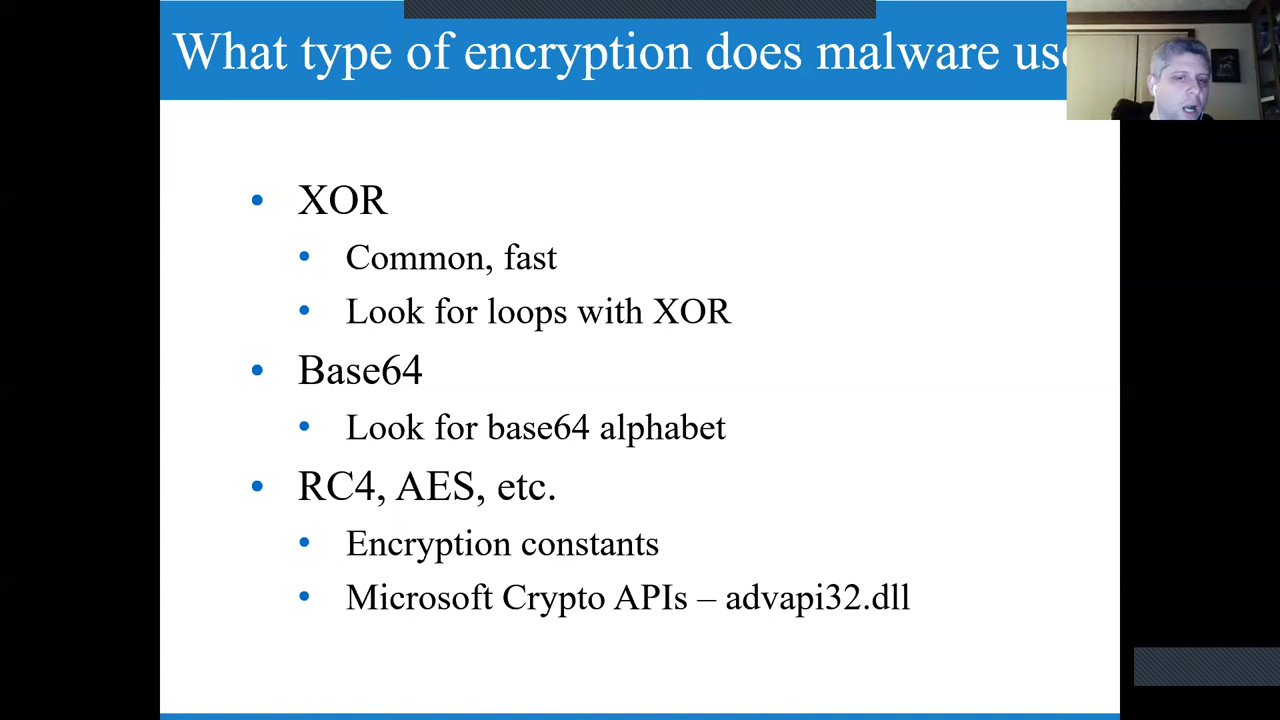 What type of encryption does malware
• XOR
• Common, fast
• Look for loops with XOR
• Base64
• Look for base64 alphabet
• RC4, AES, etc.
• Encryption constants
• Microsoft Crypto APIs – advapi32.dll